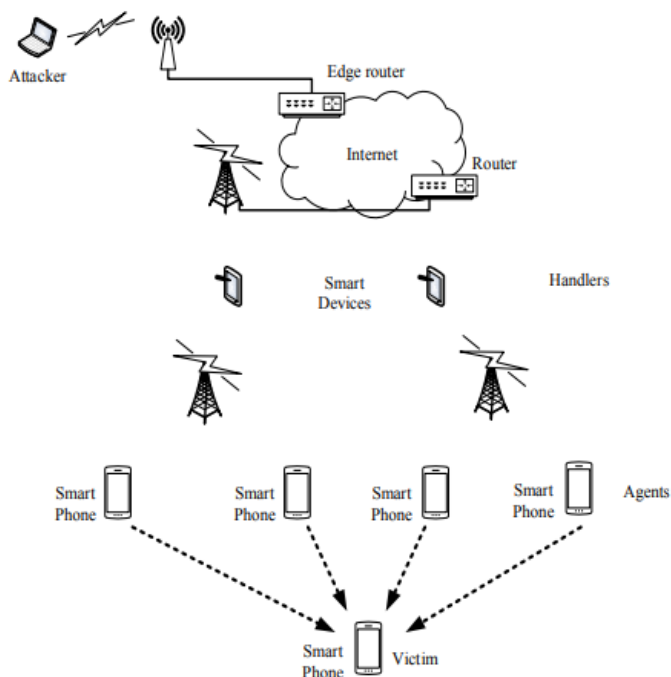 Attacker
Edge router
Internet
Router
Smart
Devices
Handlers
Smart
Phone
Smart
Phone
Smart
Phone
Smart
Phone
Agents
Smart
Phone
Victim